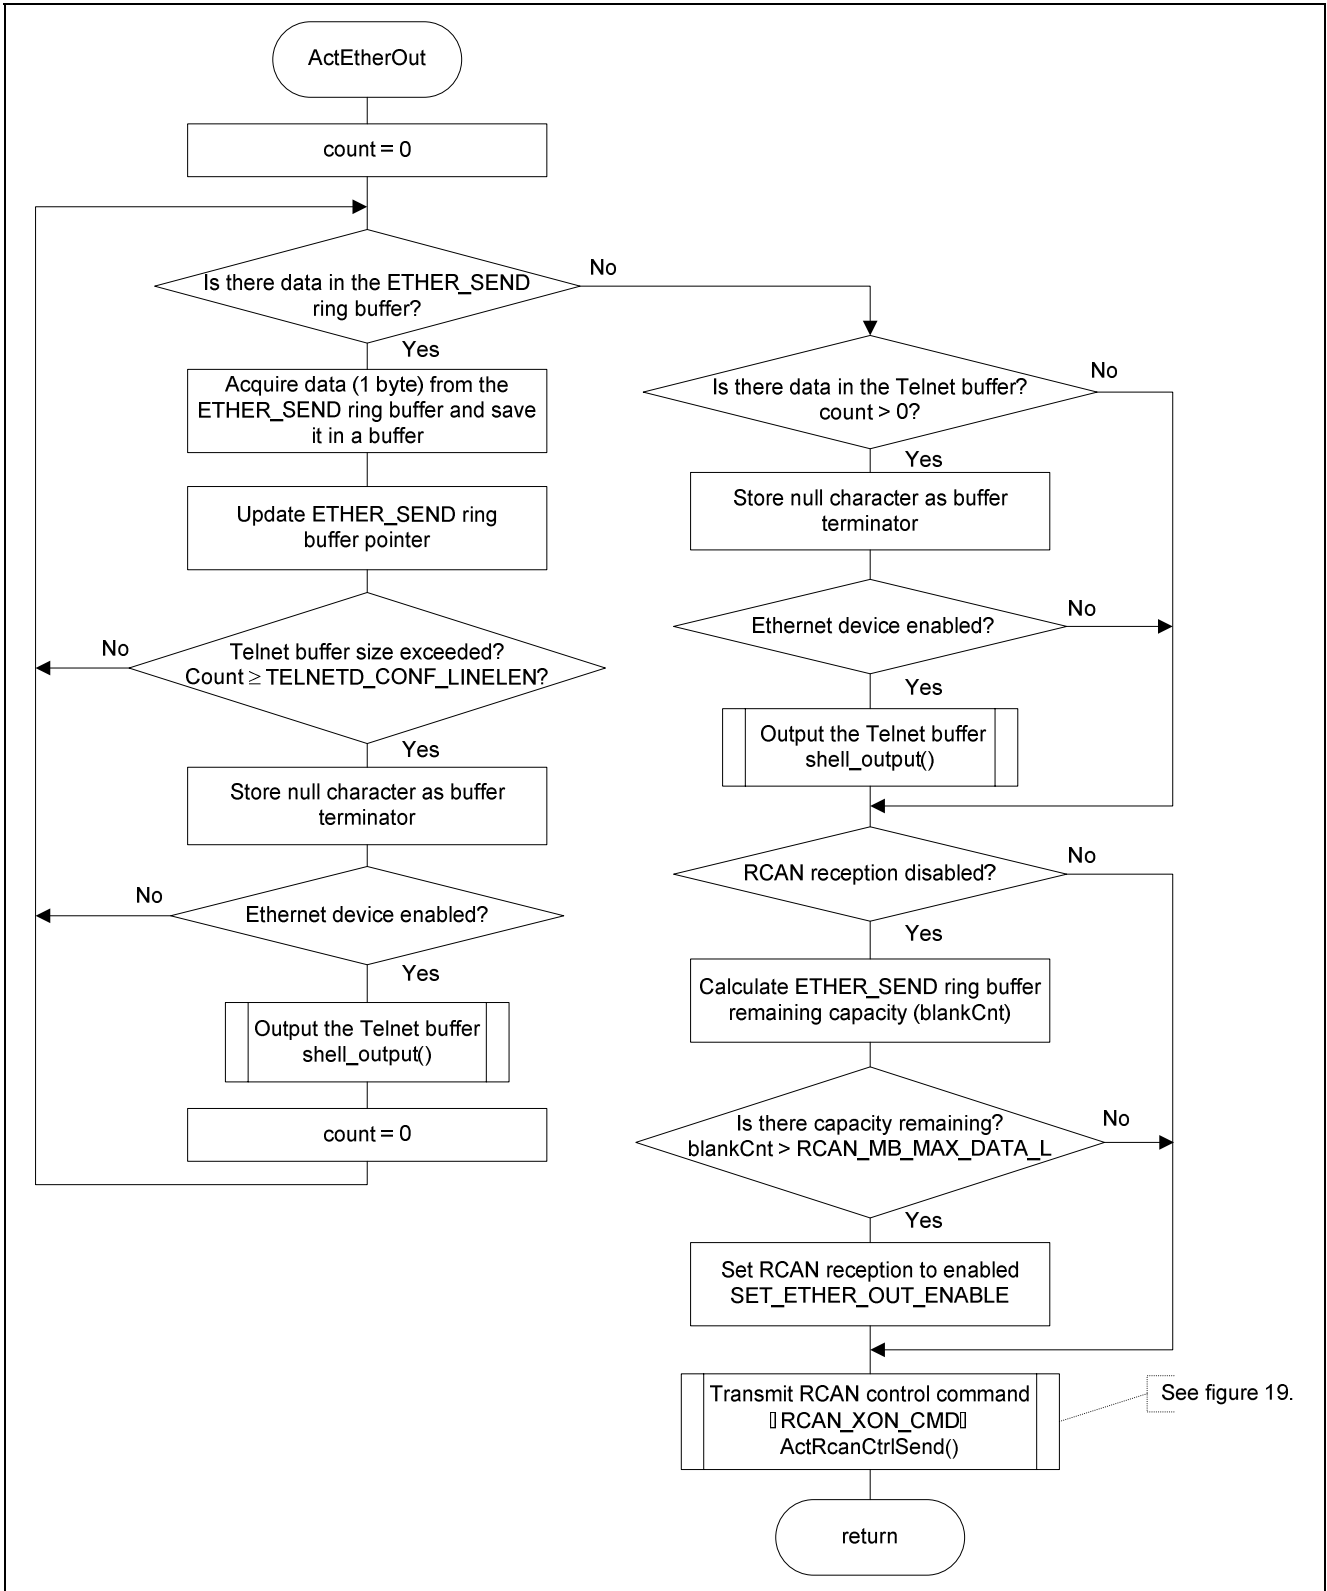 ActEtherOut
count = 0
Is there data in the ETHER_SEND
ring buffer?
No
Yes
Acquire data (1 byte) from the
ETHER_SEND ring buffer and save
it in a buffer
Update ETHER_SEND ring
buffer pointer
No
Telnet buffer size exceeded?
Count ≥ TELNETD_CONF_LINELEN?
Yes
Store null character as buffer
terminator
No
Ethernet device enabled?
Yes
Output the Telnet buffer
shell_output()
count = 0
Is there data in the Telnet buffer?
count > 0?
No
Yes
Store null character as buffer
terminator
Ethernet device enabled?
No
Yes
Output the Telnet buffer
shell_output()
RCAN reception disabled?
No
Yes
Calculate ETHER_SEND ring buffer
remaining capacity (blankCnt)
Is there capacity remaining?
blankCnt > RCAN_MB_MAX_DATA_L
No
Yes
Set RCAN reception to enabled
SET_ETHER_OUT_ENABLE
Transmit RCAN control command
▯RCAN_XON_CMD▯
ActRcanCtrlSend()
See figure 19.
return